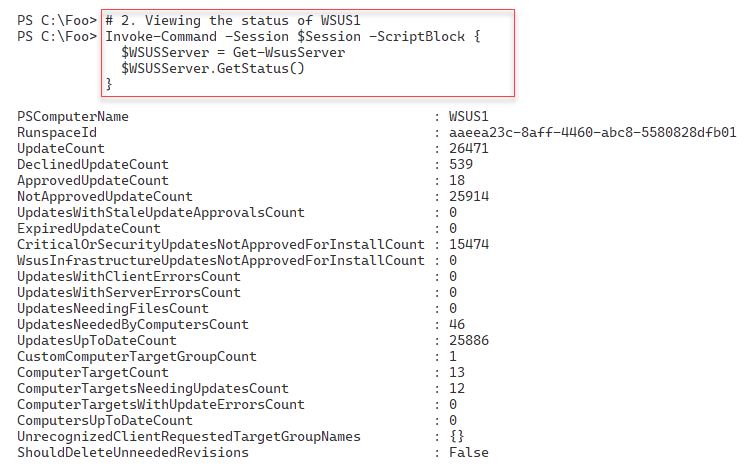 PS C:\Foo> # 2. Viewing the status of WSUS1
PS C:\Foo> Invoke-Command -Session $Session -ScriptBlock {
  $WSUSServer = Get-WsusServer
  $WSUSServer.GetStatus()
}
PSComputerName : WSUS1
RunspaceId : aaeea23c-8aff-4460-abc8-5580828dfb01
UpdateCount : 26471
DeclinedUpdateCount : 539
ApprovedUpdateCount : 18
NotApprovedUpdateCount : 25914
UpdatesWithStaleUpdateApprovalsCount : 0
ExpiredUpdateCount : 0
CriticalOrSecurityUpdatesNotApprovedForInstallCount : 15474
WsusInfrastructureUpdatesNotApprovedForInstallCount : 0
UpdatesWithClientErrorsCount : 0
UpdatesWithServerErrorsCount : 0
UpdatesNeedingFilesCount : 0
UpdatesNeededByComputersCount : 46
UpdatesUpToDateCount : 25886
CustomComputerTargetGroupCount : 1
ComputerTargetCount : 13
ComputerTargetsNeedingUpdatesCount : 12
ComputerTargetsWithUpdateErrorsCount : 0
ComputersUpToDateCount : 0
UnrecognizedClientRequestedTargetGroupNames : {}
ShouldDeleteUnneededRevisions : False